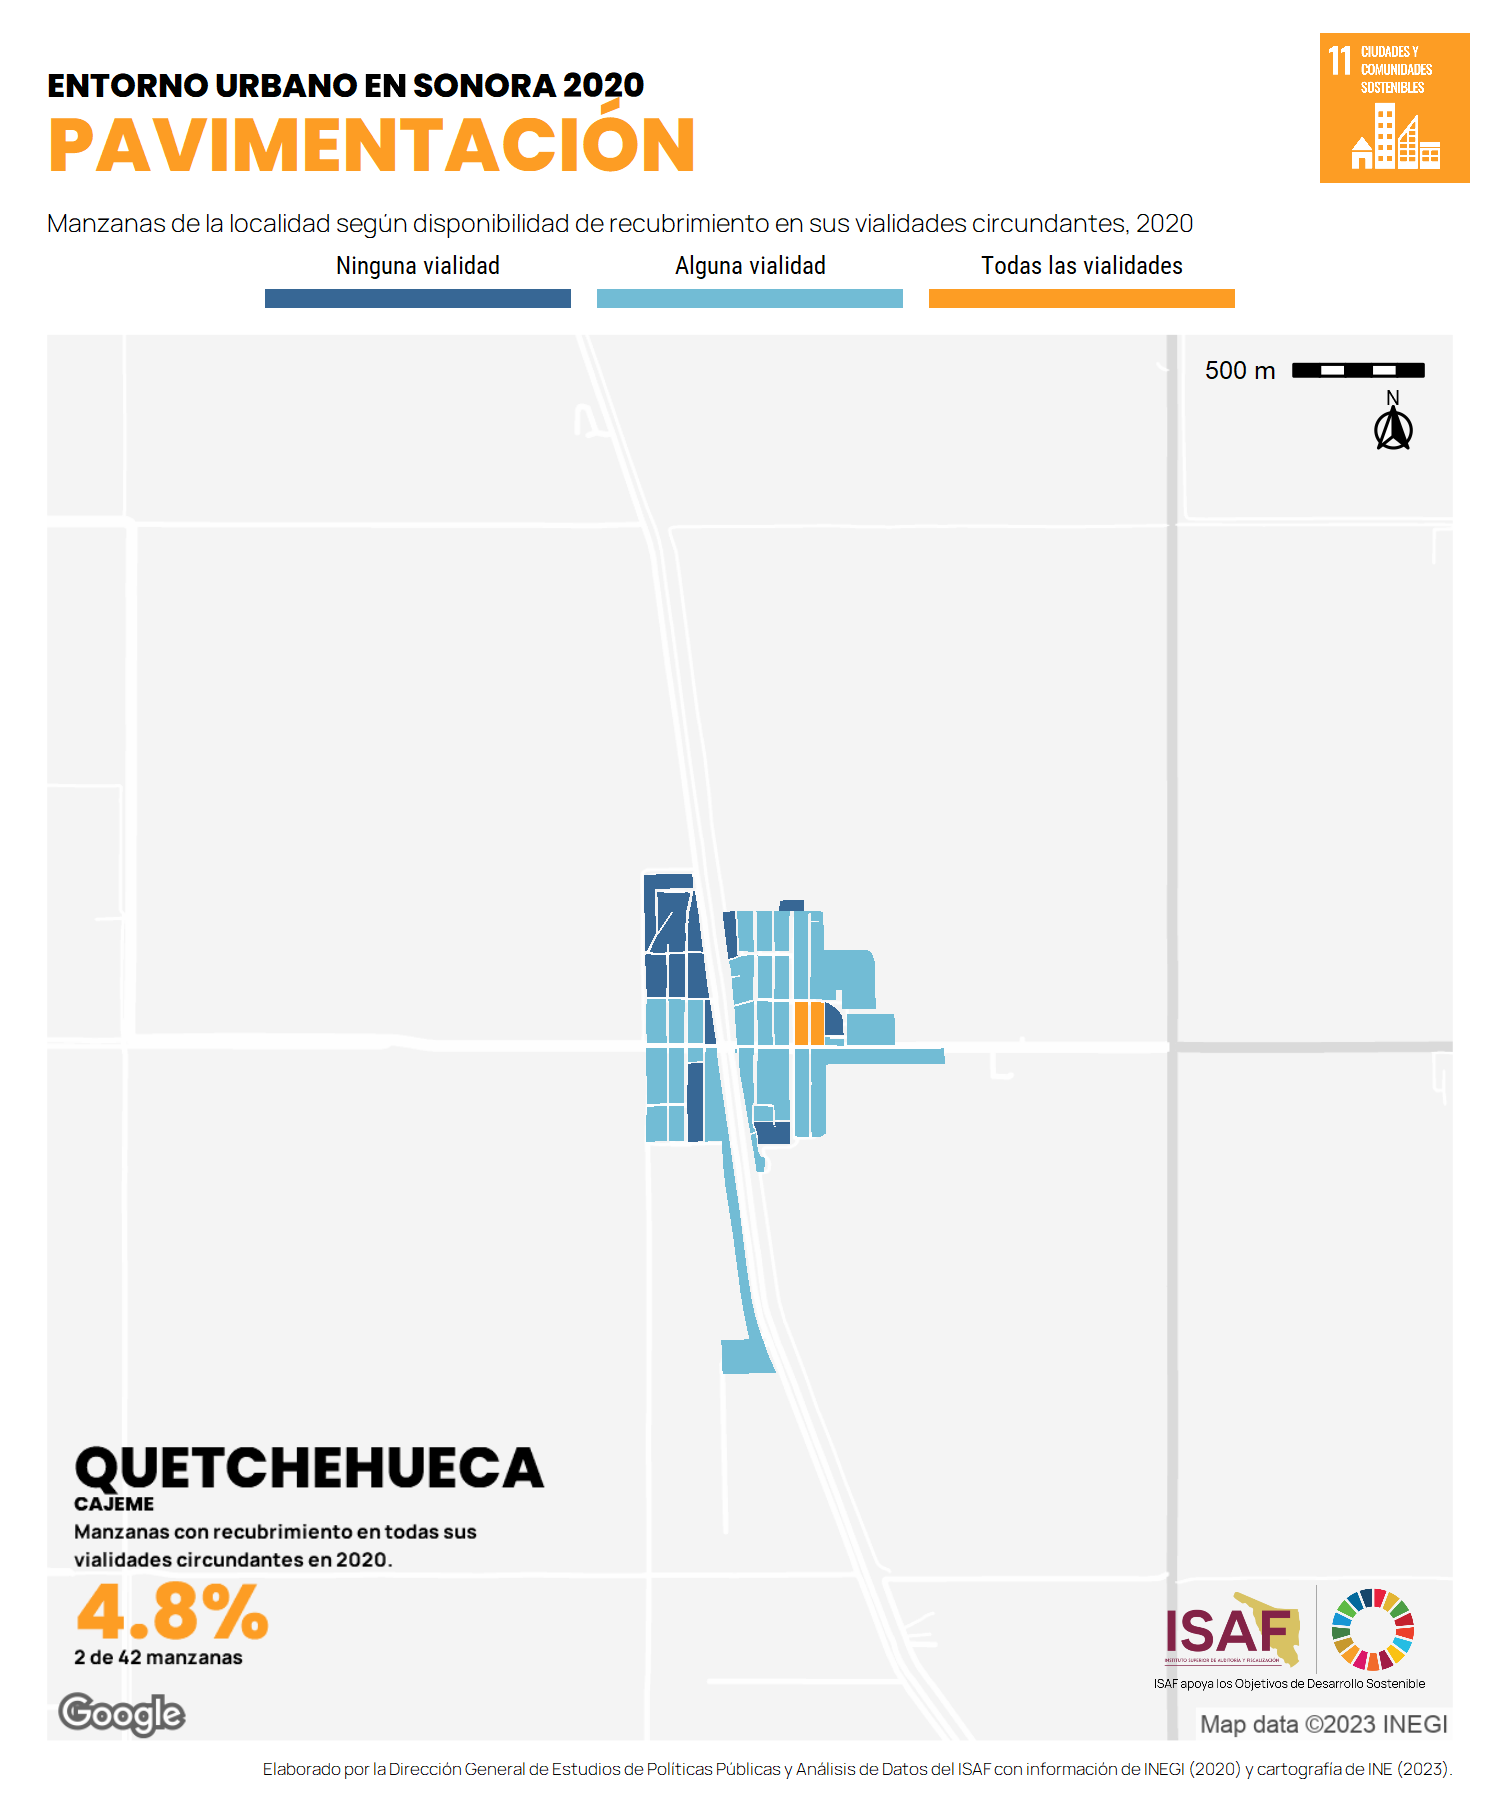 ENTORNO URBANO EN SONORA 2020
PAVIMENTACIÓN
11 CIUDADES Y
COMUNIDADES
SOSTENIBLES
Manzanas de la localidad según disponibilidad de recubrimiento en sus vialidades circundantes, 2020
Ninguna vialidad
Alguna vialidad
Todas las vialidades
500 m
N
QUETCHEHUECA
CAJEME
Manzanas con recubrimiento en todas sus
vialidades circundantes en 2020.
4.8%
2 de 42 manzanas
ISAF
INSTITUTO SUPERIOR DE AUDITORÍA Y FISCALIZACIÓN
ISAF apoya los Objetivos de Desarrollo Sostenible
Google
Map data ©2023 INEGI
Elaborado por la Dirección General de Estudios de Políticas Públicas y Análisis de Datos del ISAF con información de INEGI (2020) y cartografía de INE (2023).